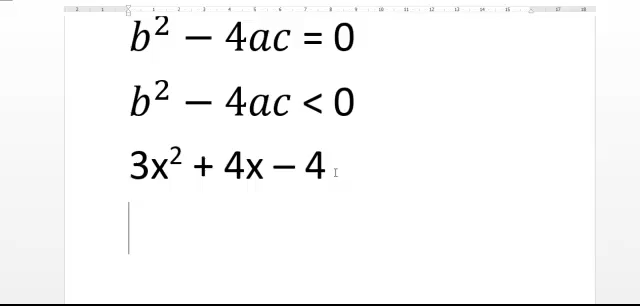 b² − 4ac = 0
b² − 4ac < 0
3x² + 4x − 4